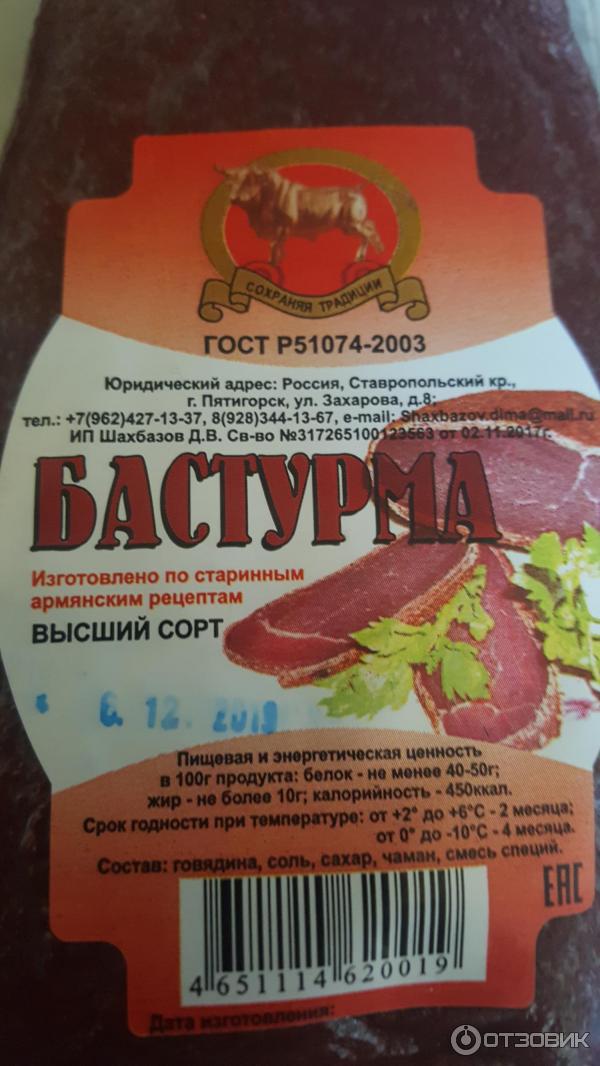 СОХРАНЯЯ ТРАДИЦИИ
ГОСТ Р51074-2003
Юридический адрес: Россия, Ставропольский кр.,
г. Пятигорск, ул. Захарова, д.8;
тел.: +7(962)427-13-37, 8(928)344-13-67, e-mail: Shaxbazov.dima@mail.ru
ИП Шахбазов Д.В. Св-во №317265100123563 от 02.11.2017г.
БАСТУРМА
Изготовлено по старинным
армянским рецептам
ВЫСШИЙ СОРТ
6. 12. 2019
Пищевая и энергетическая ценность
в 100г продукта: белок - не менее 40-50г;
жир - не более 10г; калорийность - 450ккал.
Срок годности при температуре: от +2° до +6°С - 2 месяца;
от 0° до -10°С - 4 месяца.
Состав: говядина, соль, сахар, чаман, смесь специй.
EAC
4 651114 620019
Дата изготовления:
ОТЗОВИК